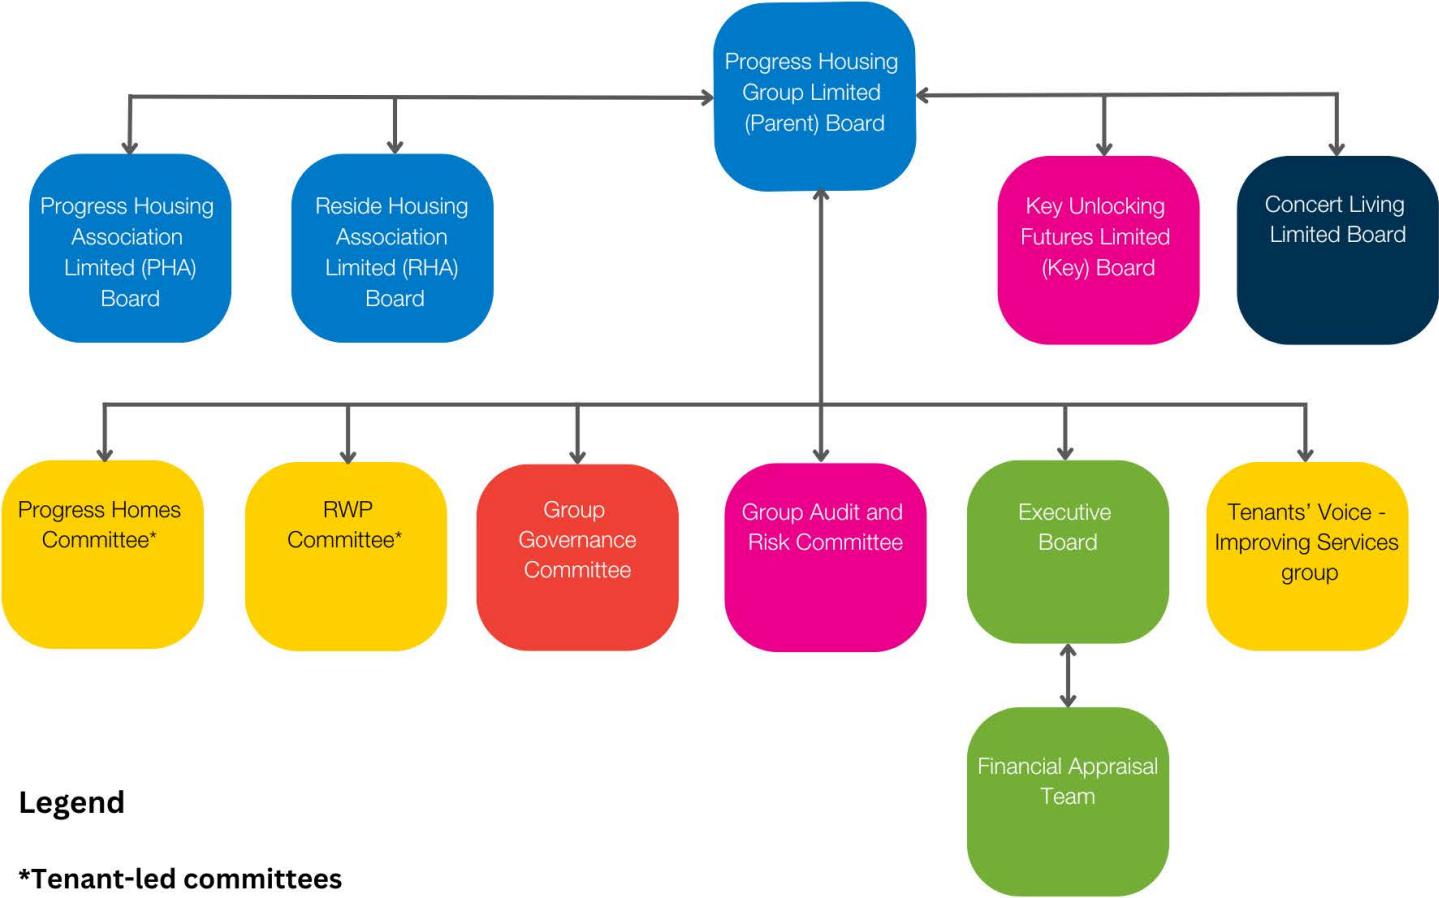 Progress Housing
Group Limited
(Parent) Board
Progress Housing
Association
Limited (PHA)
Board
Reside Housing
Association
Limited (RHA)
Board
Key Unlocking
Futures Limited
(Key) Board
Concert Living
Limited Board
Progress Homes
Committee*
RWP
Committee*
Group
Governance
Committee
Group Audit and
Risk Committee
Executive
Board
Tenants’ Voice -
Improving Services
group
Financial Appraisal
Team
Legend
*Tenant-led committees